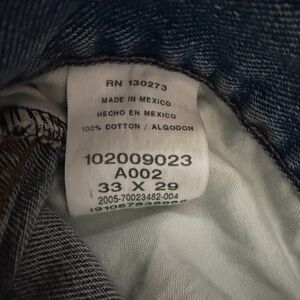 RN 130273
MADE IN MEXICO
HECHO EN MEXICO
100% COTTON / ALGODON
102009023
A002
33 X 29
2005-70023482-004